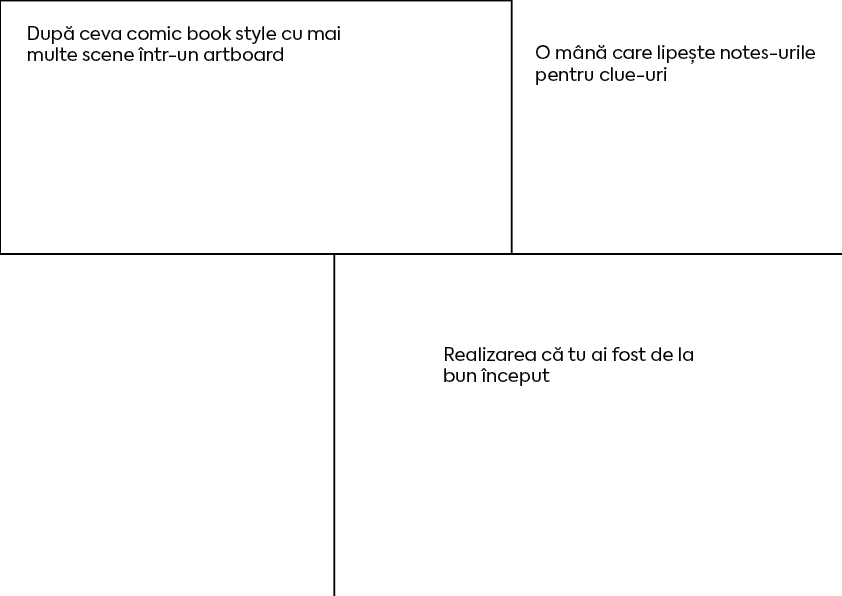 După ceva comic book style cu mai
multe scene într-un artboard
O mână care lipește notes-urile
pentru clue-uri
Realizarea că tu ai fost de la
bun început